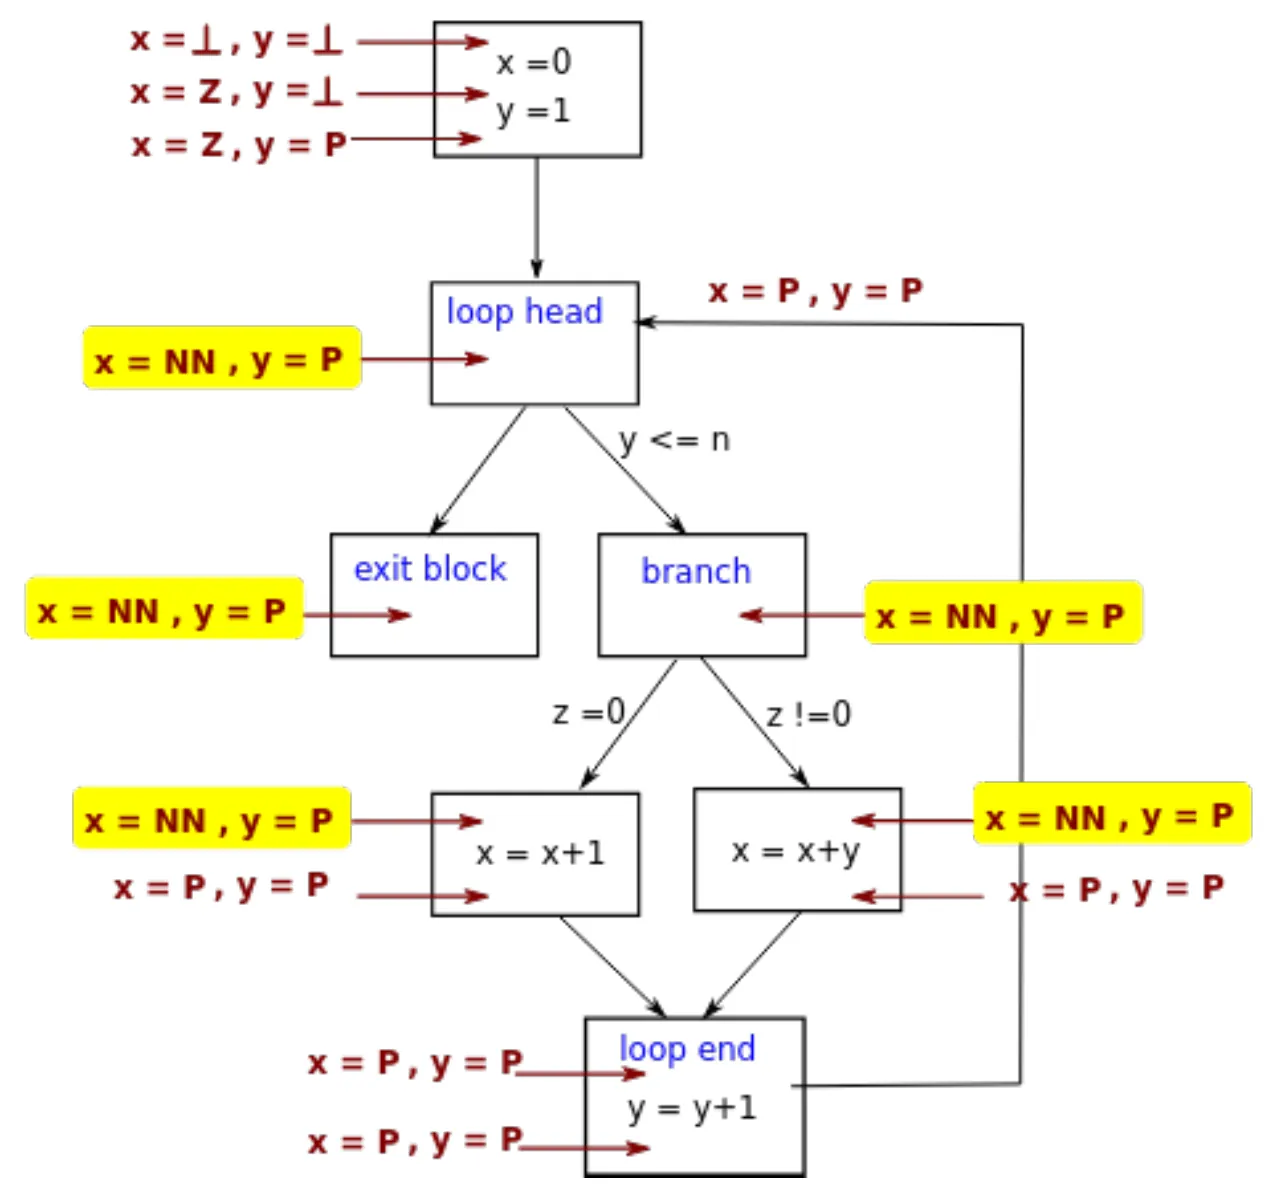 x =⊥, y =⊥
x =0
x = Z, y =⊥
y =1
x = Z, y = P
x = P, y = P
loop head
x = NN, y = P
y <= n
exit block
branch
x = NN, y = P
x = NN, y = P
z =0
z !=0
x = NN, y = P
x = NN, y = P
x = x+1
x = x+y
x = P, y = P
x = P, y = P
loop end
x = P, y = P
y = y+1
x = P, y = P